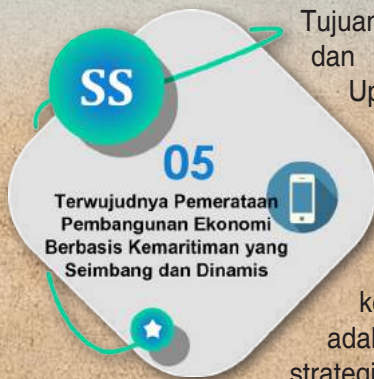 Tujuan
dan
Up
SS
05
Terwujudnya Pemerataan
Pembangunan Ekonomi
Berbasis Kemaritiman yang
Seimbang dan Dinamis
adal
strategi